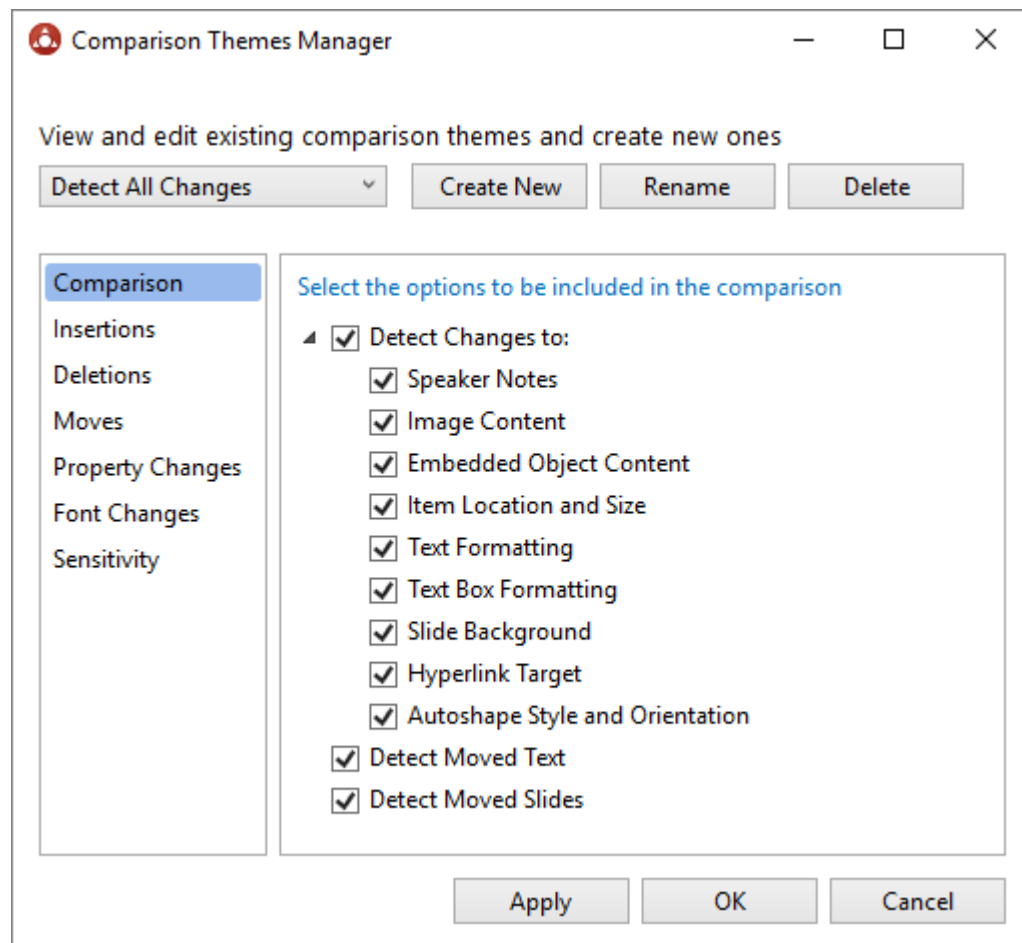 Comparison Themes Manager
View and edit existing comparison themes and create new ones
Detect All Changes
Create New
Rename
Delete
Comparison
Insertions
Deletions
Moves
Property Changes
Font Changes
Sensitivity
Select the options to be included in the comparison
Detect Changes to:
Speaker Notes
Image Content
Embedded Object Content
Item Location and Size
Text Formatting
Text Box Formatting
Slide Background
Hyperlink Target
Autoshape Style and Orientation
Detect Moved Text
Detect Moved Slides
Apply
OK
Cancel